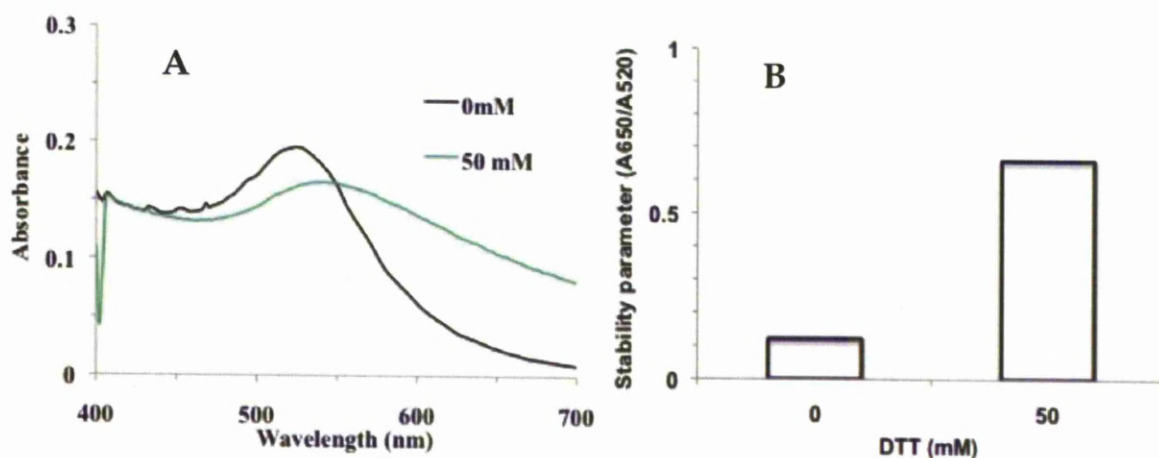 0.3
0.2
0.1
0
Absorbance
A
0mM
50 mM
400
500
600
700
Wavelength (nm)
1
0.5
0
Stability parameter (A650/A520)
B
0
50
DTT (mM)